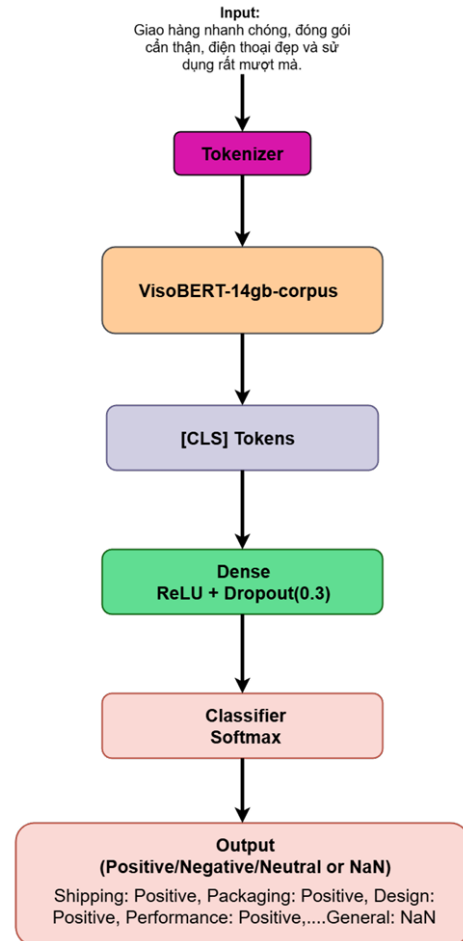 Input:
Giao hàng nhanh chóng, đóng gói
cẩn thận, điện thoại đẹp và sử
dụng rất mượt mà.
Tokenizer
VisoBERT-14gb-corpus
[CLS] Tokens
Dense
ReLU + Dropout(0.3)
Classifier
Softmax
Output
(Positive/Negative/Neutral or NaN)
Shipping: Positive, Packaging: Positive, Design:
Positive, Performance: Positive,....General: NaN